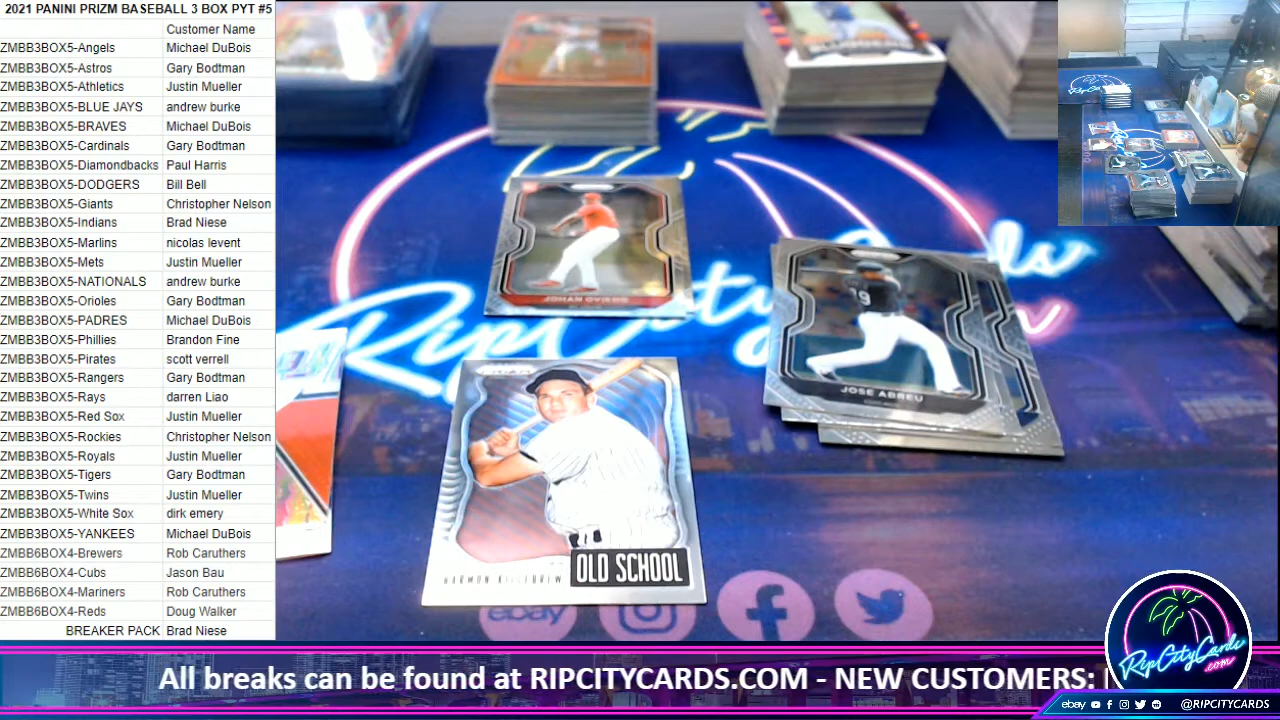 2021 PANINI PRIZM BASEBALL 3 BOX PYT #5
Customer Name
ZMBB3BOX5-Angels Michael DuBois
ZMBB3BOX5-Astros Gary Bodtman
ZMBB3BOX5-Athletics Justin Mueller
ZMBB3BOX5-BLUE JAYS andrew burke
ZMBB3BOX5-BRAVES Michael DuBois
ZMBB3BOX5-Cardinals Gary Bodtman
ZMBB3BOX5-Diamondbacks Paul Harris
ZMBB3BOX5-DODGERS Bill Bell
ZMBB3BOX5-Giants Christopher Nelson
ZMBB3BOX5-Indians Brad Niese
ZMBB3BOX5-Marlins nicolas levent
ZMBB3BOX5-Mets Justin Mueller
ZMBB3BOX5-NATIONALS andrew burke
ZMBB3BOX5-Orioles Gary Bodtman
ZMBB3BOX5-PADRES Michael DuBois
ZMBB3BOX5-Phillies Brandon Fine
ZMBB3BOX5-Pirates scott verrell
ZMBB3BOX5-Rangers Gary Bodtman
ZMBB3BOX5-Rays darren Liao
ZMBB3BOX5-Red Sox Justin Mueller
ZMBB3BOX5-Rockies Christopher Nelson
ZMBB3BOX5-Royals Justin Mueller
ZMBB3BOX5-Tigers Gary Bodtman
ZMBB3BOX5-Twins Justin Mueller
ZMBB3BOX5-White Sox dirk emery
ZMBB3BOX5-YANKEES Michael DuBois
ZMBB6BOX4-Brewers Rob Caruthers
ZMBB6BOX4-Cubs Jason Bau
ZMBB6BOX4-Mariners Rob Caruthers
ZMBB6BOX4-Reds Doug Walker
BREAKER PACK Brad Niese
JOHAN OVIEDO
JOSE ABREU
HARMON KILLEBREW
OLD SCHOOL
ebay
All breaks can be found at RIPCITYCARDS.COM - NEW CUSTOMERS:
RipCityCards
.com
ebay @RIPCITYCARDS